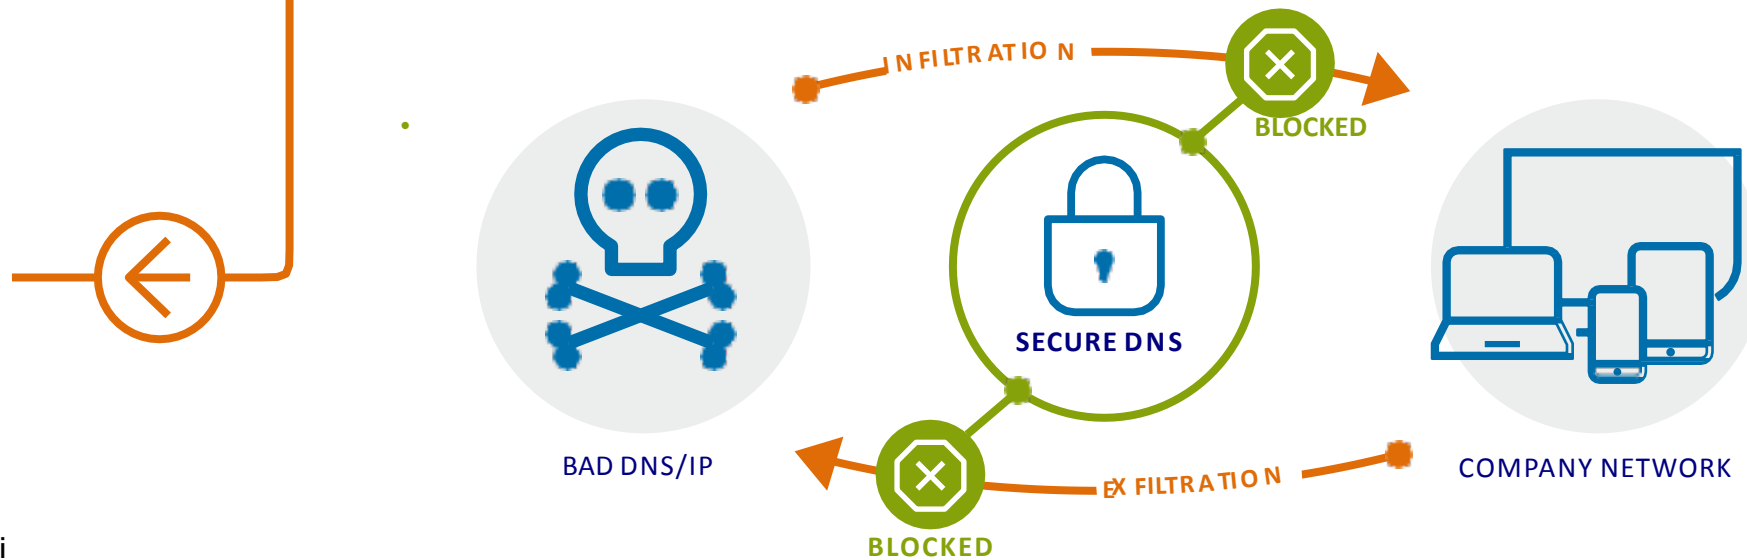 INFILTRATION
BLOCKED
SECURE DNS
BAD DNS/IP
COMPANY NETWORK
EXFILTRATION
BLOCKED
i